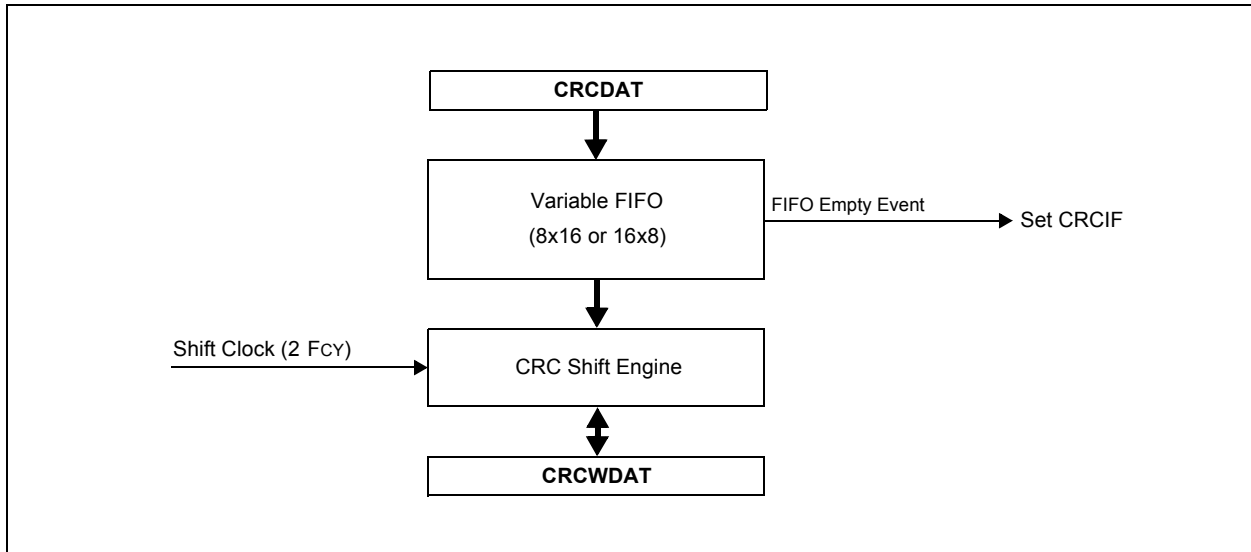 CRCDAT
Variable FIFO
(8x16 or 16x8)
FIFO Empty Event
Set CRCIF
Shift Clock (2 FCY)
CRC Shift Engine
CRCWDAT